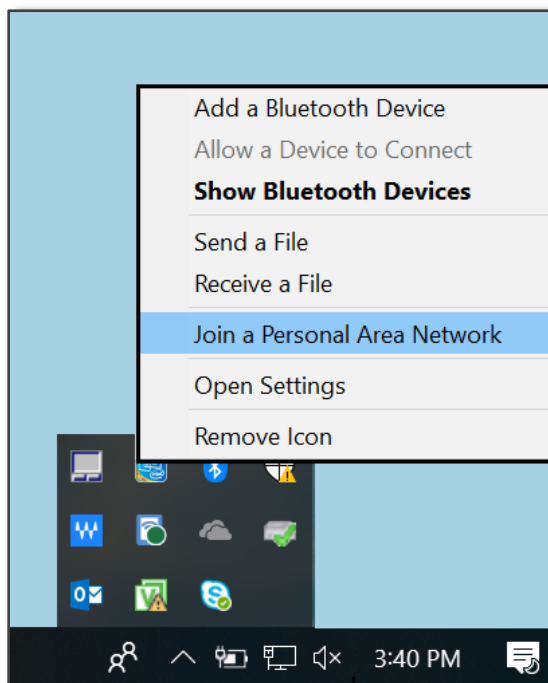 Add a Bluetooth Device
Allow a Device to Connect
Show Bluetooth Devices
Send a File
Receive a File
Join a Personal Area Network
Open Settings
Remove Icon
3:40 PM